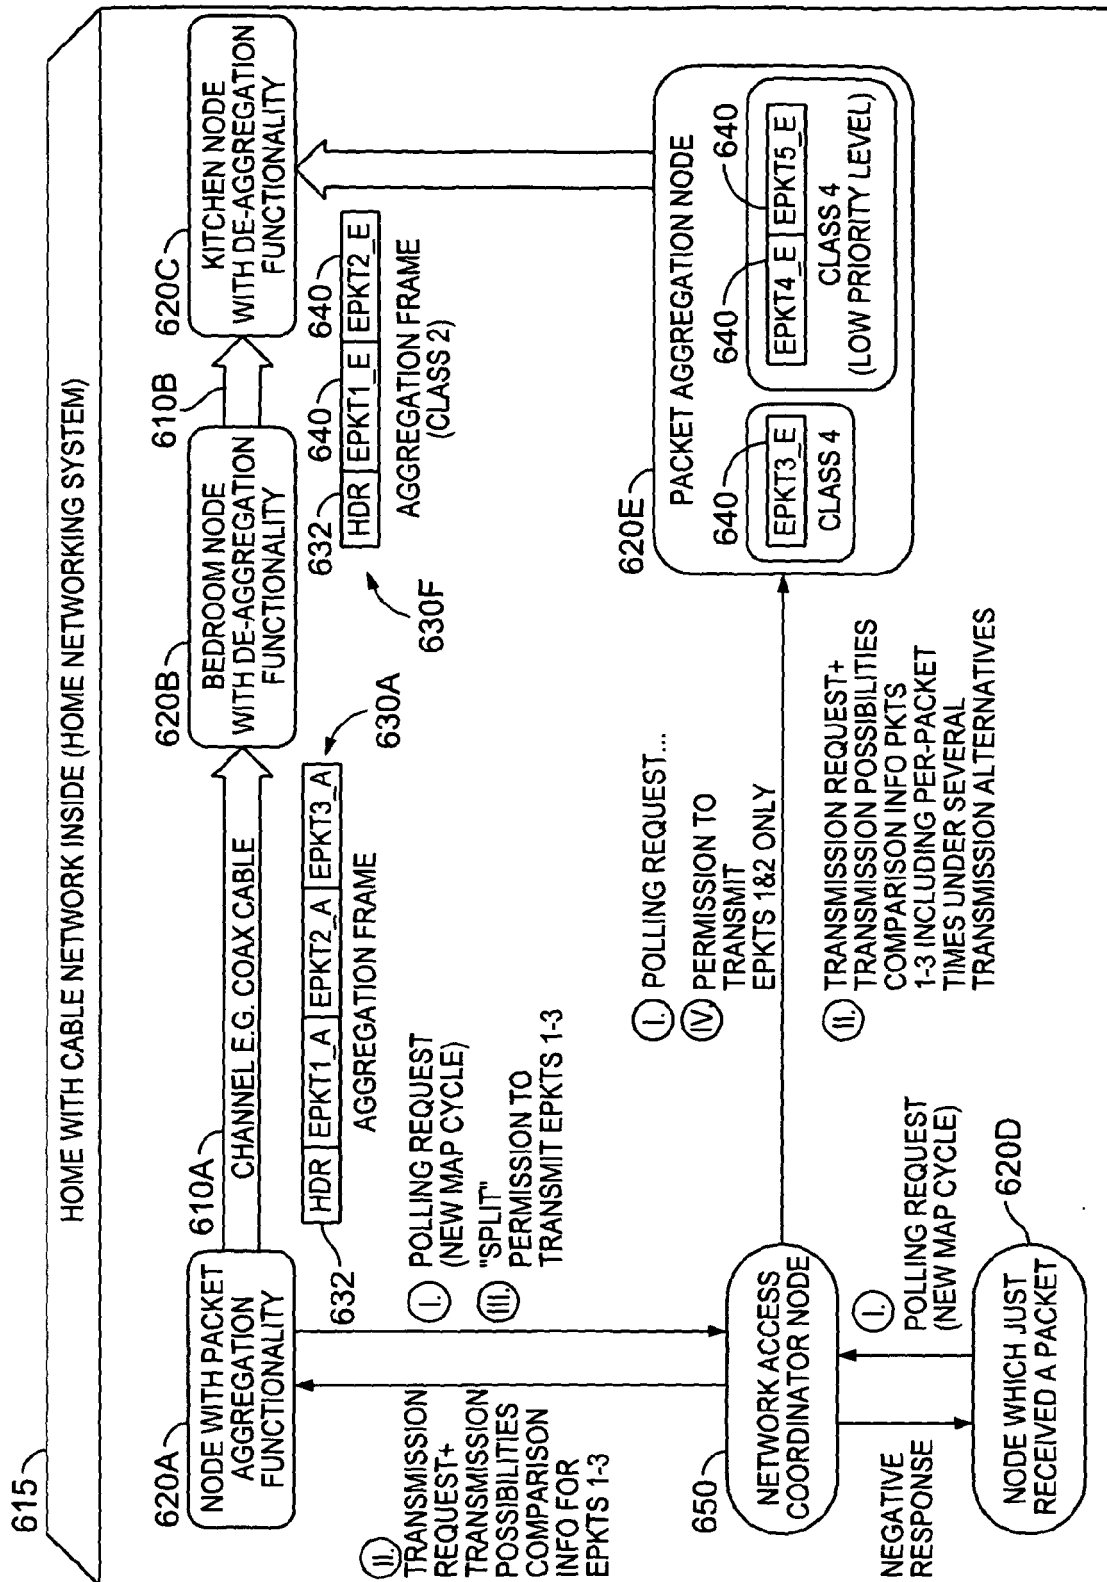 615
HOME WITH CABLE NETWORK INSIDE (HOME NETWORKING SYSTEM)
620A
NODE WITH PACKET
AGGREGATION
FUNCTIONALITY
610A
CHANNEL E.G. COAX CABLE
620B
BEDROOM NODE
WITH DE-AGGREGATION
FUNCTIONALITY
610B
620C
KITCHEN NODE
WITH DE-AGGREGATION
FUNCTIONALITY
632
HDR EPKT1_A EPKT2_A EPKT3_A
630A
AGGREGATION FRAME
632
640
640
HDR EPKT1_E EPKT2_E
AGGREGATION FRAME
(CLASS 2)
630F
II.
TRANSMISSION
REQUEST+
TRANSMISSION
POSSIBILITIES
COMPARISON
INFO FOR
EPKTS 1-3
I.
POLLING REQUEST
(NEW MAP CYCLE)
III.
"SPLIT"
PERMISSION TO
TRANSMIT EPKTS 1-3
I.
POLLING REQUEST...
IV.
PERMISSION TO
TRANSMIT
EPKTS 1&2 ONLY
620E
PACKET AGGREGATION NODE
640
EPKT3_E
CLASS 4
640
640
EPKT4_E EPKT5_E
CLASS 4
(LOW PRIORITY LEVEL)
650
NETWORK ACCESS
COORDINATOR NODE
II.
TRANSMISSION REQUEST+
TRANSMISSION POSSIBILITIES
COMPARISON INFO PKTS
1-3 INCLUDING PER-PACKET
TIMES UNDER SEVERAL
TRANSMISSION ALTERNATIVES
NEGATIVE
RESPONSE
I.
POLLING REQUEST
(NEW MAP CYCLE)
620D
NODE WHICH JUST
RECEIVED A PACKET